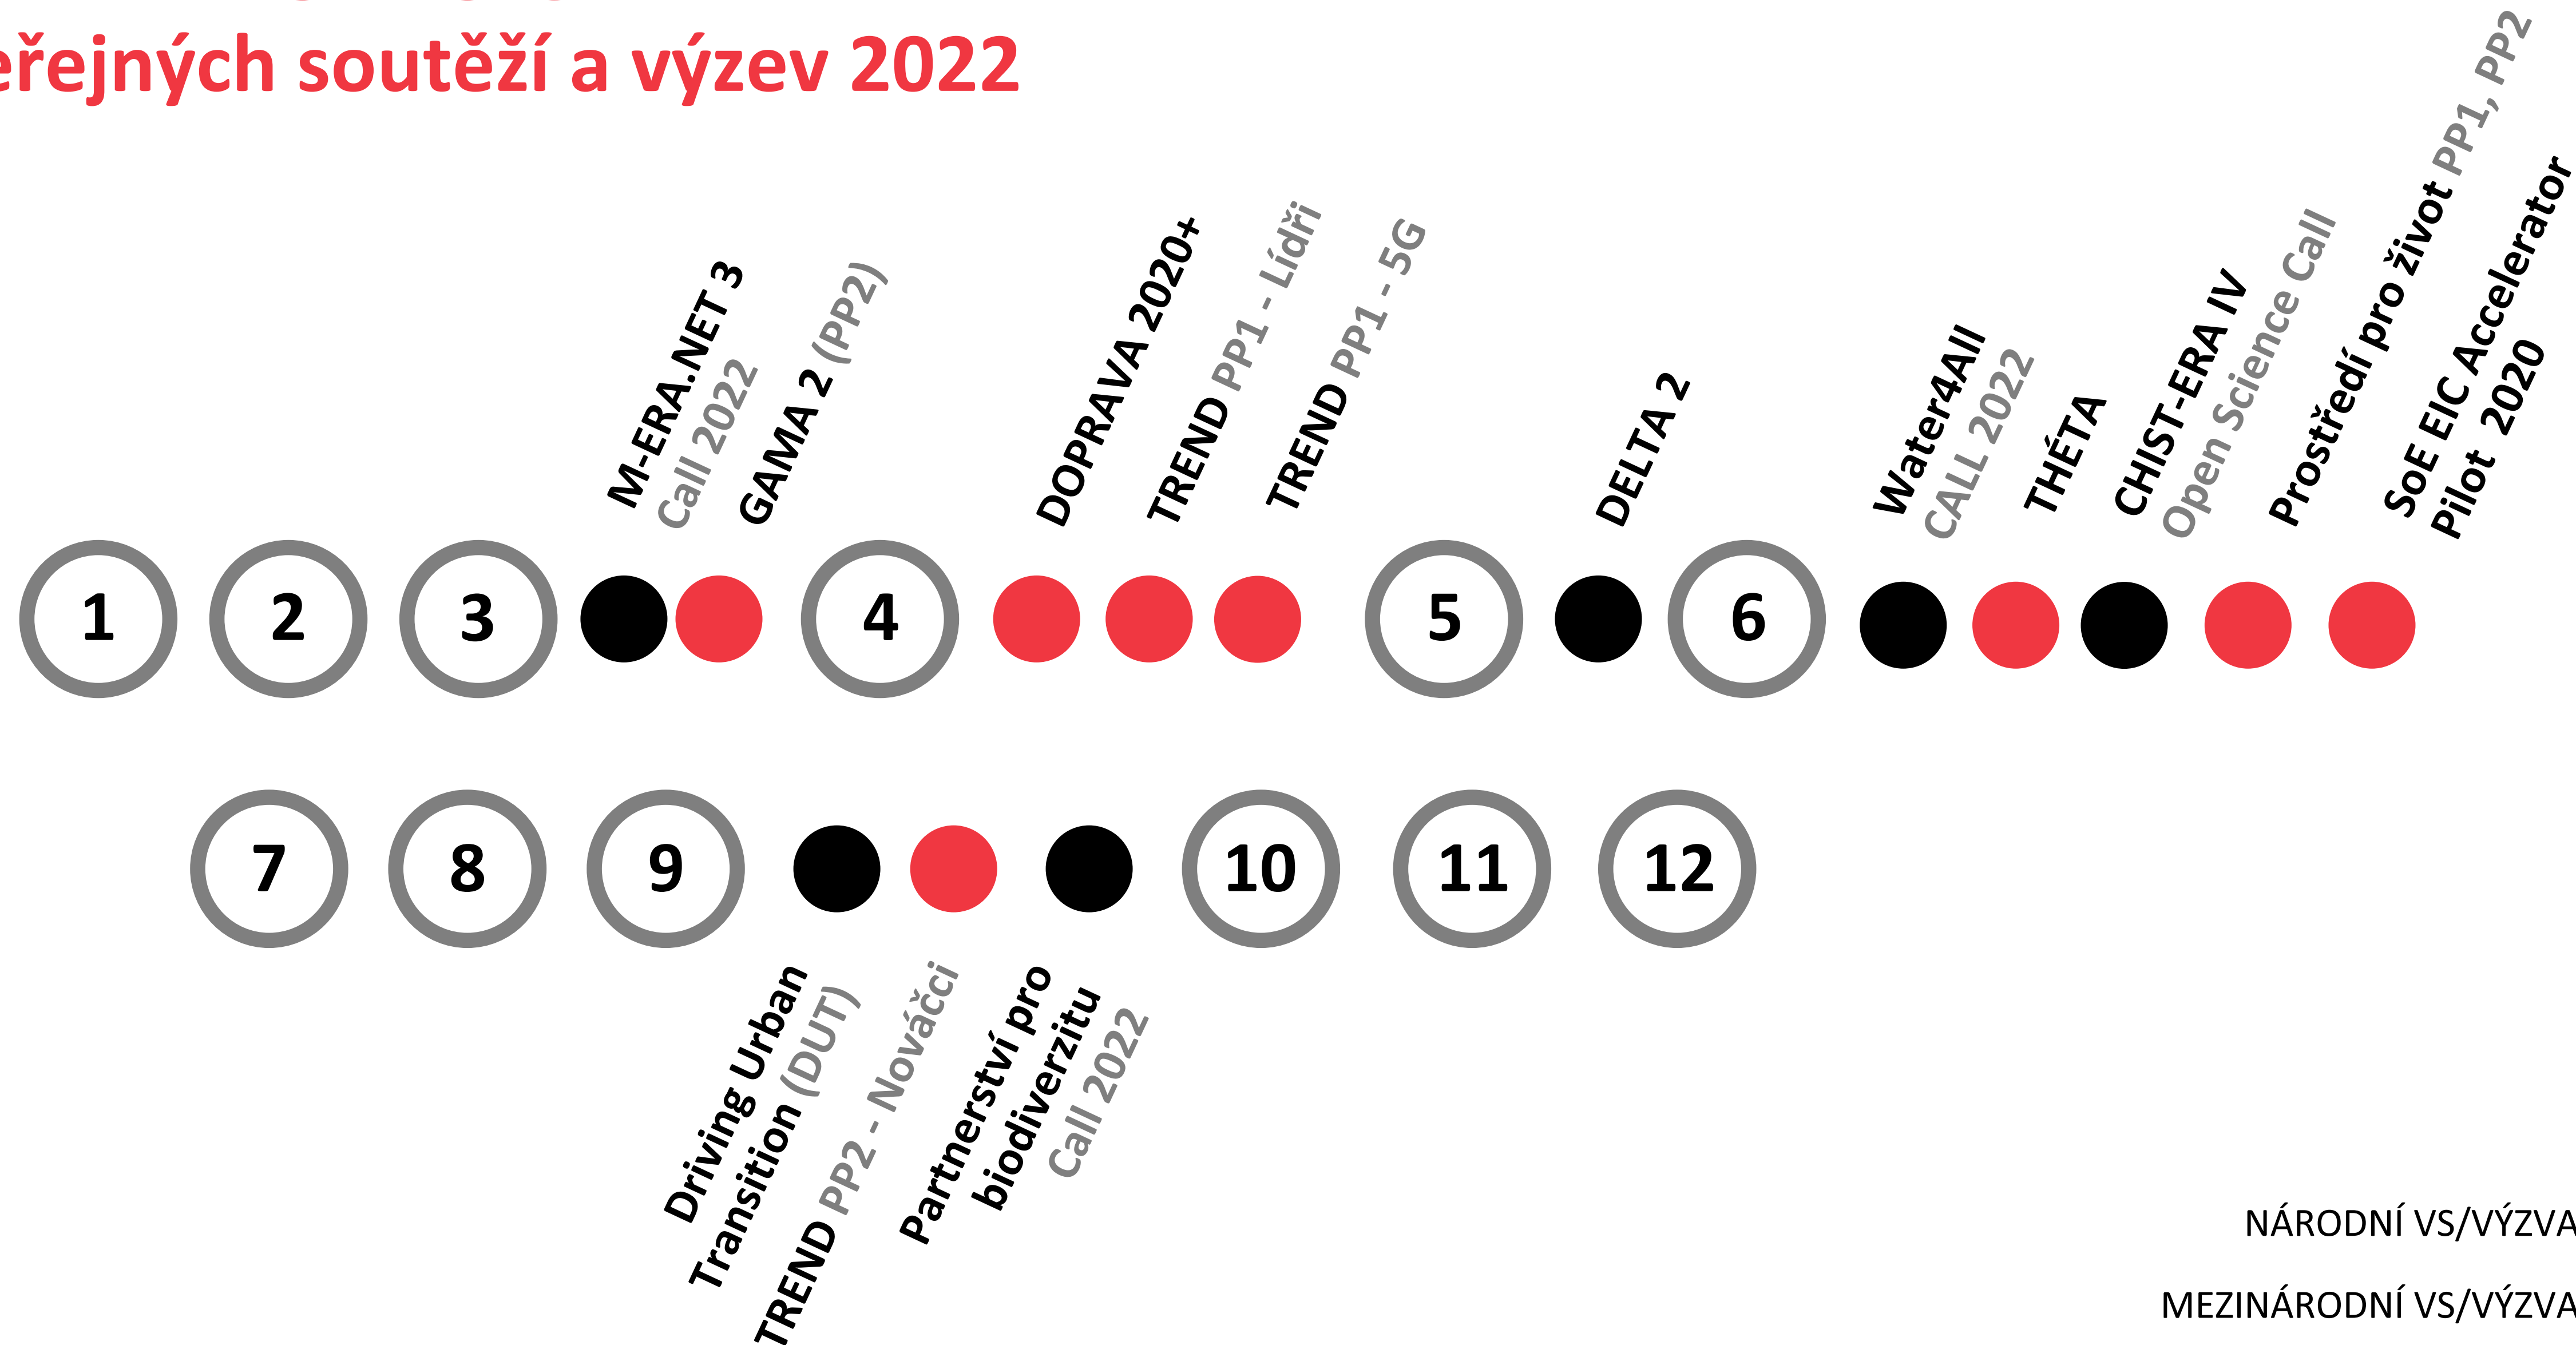 eřejných soutěží a výzev 2022
M-ERA.NET 3
Call 2022
GAMA 2 (PP2)
DOPRAVA 2020+
TREND PP1 - Lídři
TREND PP1 - 5G
DELTA 2
Water4All
CALL 2022
THÉTA
CHIST-ERA IV
Open Science Call
Prostředí pro život PP1, PP2
SoE EIC Accelerator
Pilot 2020
1
2
3
4
5
6
7
8
9
10
11
12
Driving Urban
Transition (DUT)
TREND PP2 - Nováčci
Partnerství pro
biodiverzitu
Call 2022
NÁRODNÍ VS/VÝZVA
MEZINÁRODNÍ VS/VÝZVA